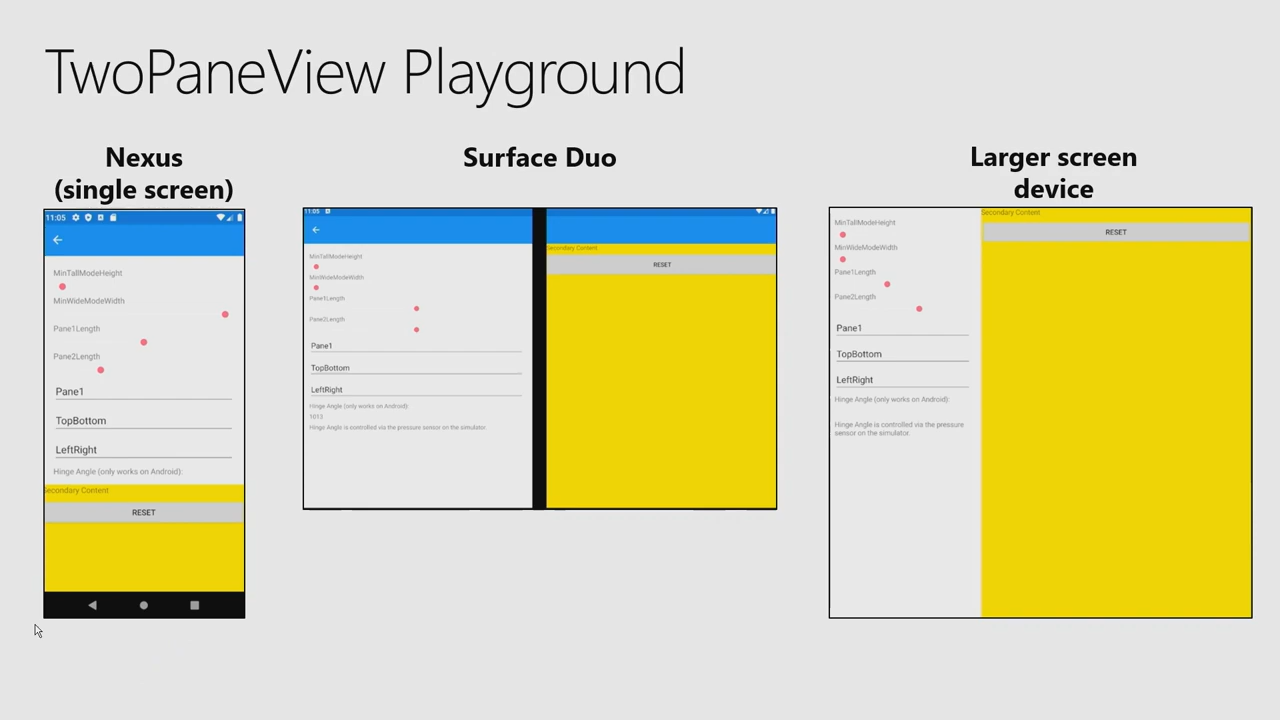 TwoPaneView Playground
Nexus
(single screen)
11:05
MinTallModeHeight
MinWideModeWidth
Pane1Length
Pane2Length
Pane1
TopBottom
LeftRight
Hinge Angle (only works on Android):
Secondary Content
RESET
Surface Duo
11:05
MinTallModeHeight
MinWideModeWidth
Pane1Length
Pane2Length
Pane1
TopBottom
LeftRight
Hinge Angle (only works on Android):
1013
Hinge Angle is controlled via the pressure sensor on the simulator.
Secondary Content
RESET
Larger screen
device
MinTallModeHeight
MinWideModeWidth
Pane1Length
Pane2Length
Pane1
TopBottom
LeftRight
Hinge Angle (only works on Android):
Hinge Angle is controlled via the pressure
sensor on the simulator.
Secondary Content
RESET